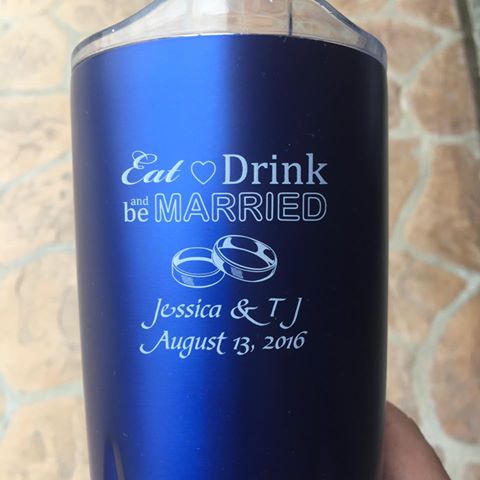 Eat ♡ Drink
and be MARRIED
Jessica & T J
August 13, 2016